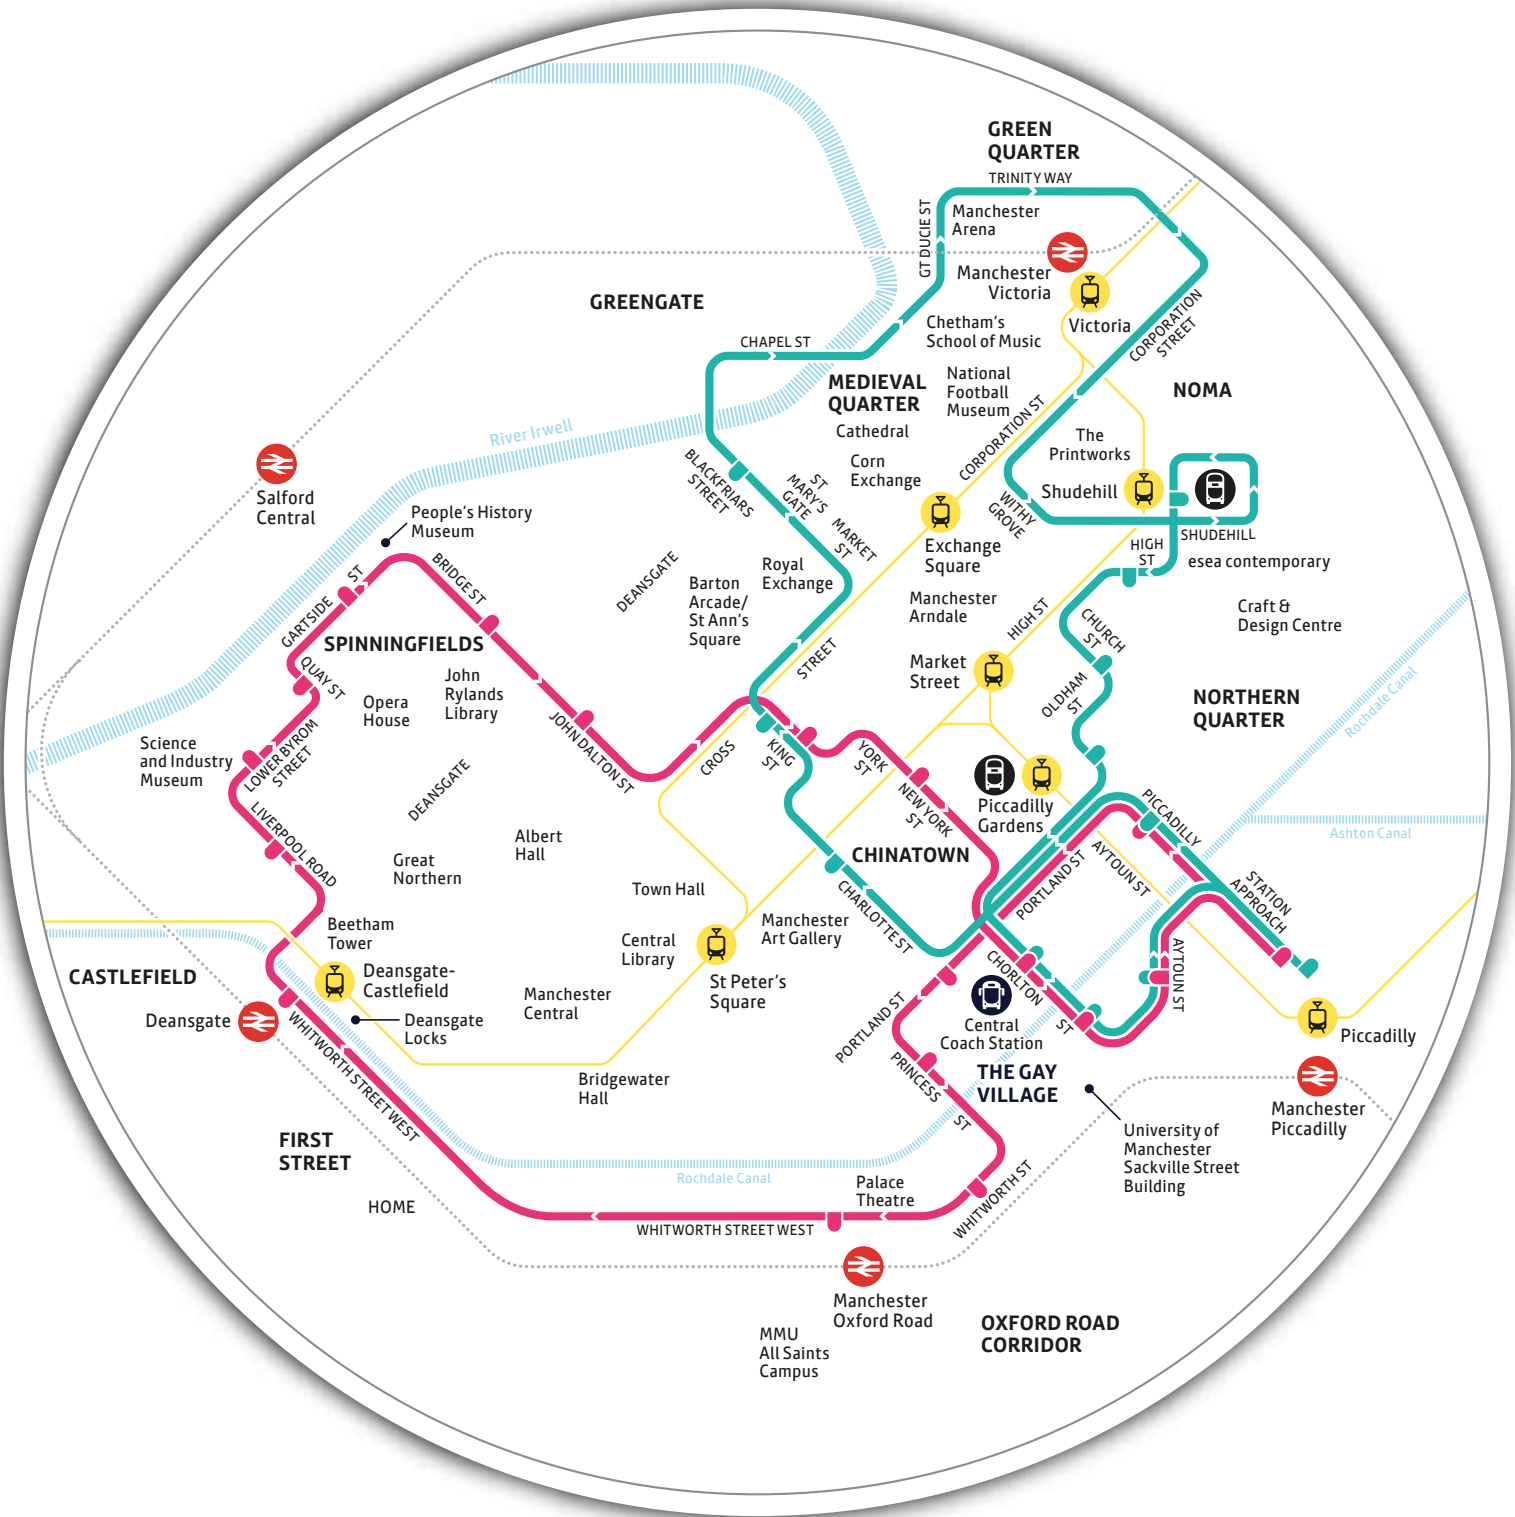 GREEN
QUARTER
TRINITY WAY
GT DUCIE ST
Manchester
Arena
Manchester
Victoria
Victoria
GREENGATE
CHAPEL ST
Chetham's
School of Music
CORPORATION
STREET
MEDIEVAL
QUARTER
National
Football
Museum
NOMA
Cathedral
CORPORATION ST
The
Printworks
River Irwell
Corn
Exchange
Shudehill
Salford
Central
BLACKFRIARS
STREET
ST
MARY'S
GATE
MARKET
ST
WITHY
GROVE
People's History
Museum
Exchange
Square
HIGH
ST
SHUDEHILL
esea contemporary
GARTSIDE ST
BRIDGE ST
DEANSGATE
Royal
Exchange
Barton
Arcade/
St Ann's
Square
Manchester
Arndale
HIGH ST
CHURCH
ST
Craft &
Design Centre
SPINNINGFIELDS
QUAY ST
John
Rylands
Library
Opera
House
STREET
Market
Street
OLDHAM
ST
NORTHERN
QUARTER
Rochdale Canal
Science
and Industry
Museum
LOWER BYROM
STREET
JOHN DALTON ST
CROSS
KING
ST
YORK
ST
NEW YORK
ST
Piccadilly
Gardens
PICCADILLY
Ashton Canal
DEANSGATE
LIVERPOOL ROAD
Albert
Hall
Great
Northern
CHINATOWN
PORTLAND ST
AYTOUN ST
STATION
APPROACH
Town Hall
CHARLOTTE ST
Beetham
Tower
Central
Library
Manchester
Art Gallery
CASTLEFIELD
Deansgate-
Castlefield
St Peter's
Square
CHORLTON
ST
AYTOUN ST
Deansgate
Deansgate
Locks
Manchester
Central
PORTLAND ST
Central
Coach Station
Piccadilly
WHITWORTH STREET WEST
Bridgewater
Hall
PRINCESS
ST
THE GAY
VILLAGE
Manchester
Piccadilly
FIRST
STREET
University of
Manchester
Sackville Street
Building
Rochdale Canal
HOME
Palace
Theatre
WHITWORTH ST
WHITWORTH STREET WEST
Manchester
Oxford Road
OXFORD ROAD
CORRIDOR
MMU
All Saints
Campus